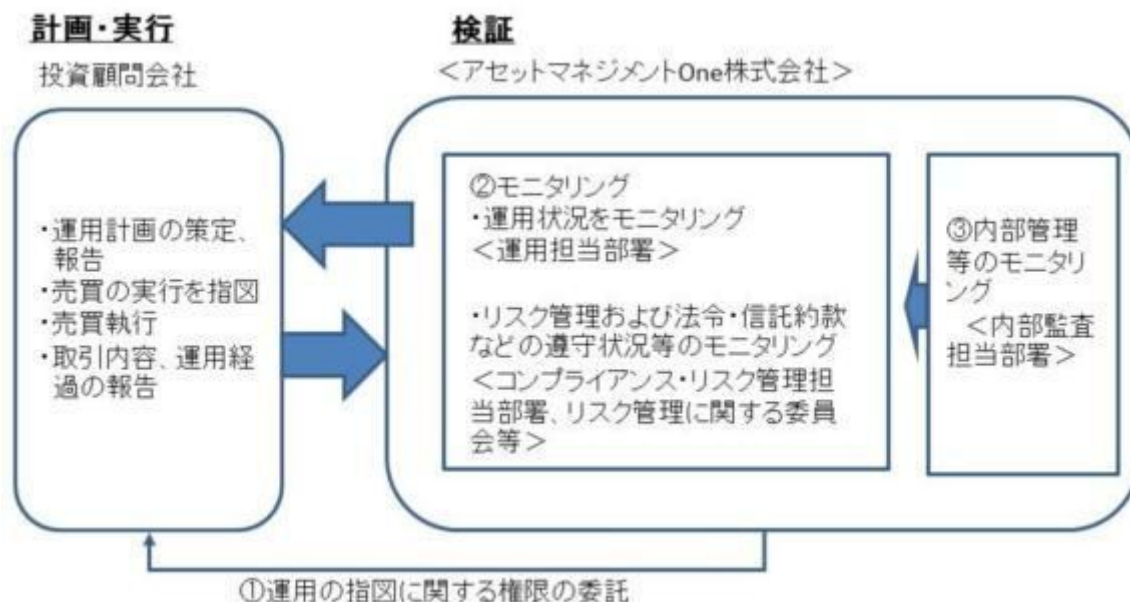 計画・実行
投資顧問会社
・運用計画の策定、
報告
・売買の実行を指図
・売買執行
・取引内容、運用経
過の報告
検証
＜アセットマネジメントOne株式会社＞
②モニタリング
・運用状況をモニタリング
＜運用担当部署＞
・リスク管理および法令・信託約款
などの遵守状況等のモニタリング
＜コンプライアンス・リスク管理担
当部署、リスク管理に関する委員
会等＞
③内部管理
等のモニタリ
ング
＜内部監査
担当部署＞
①運用の指図に関する権限の委託